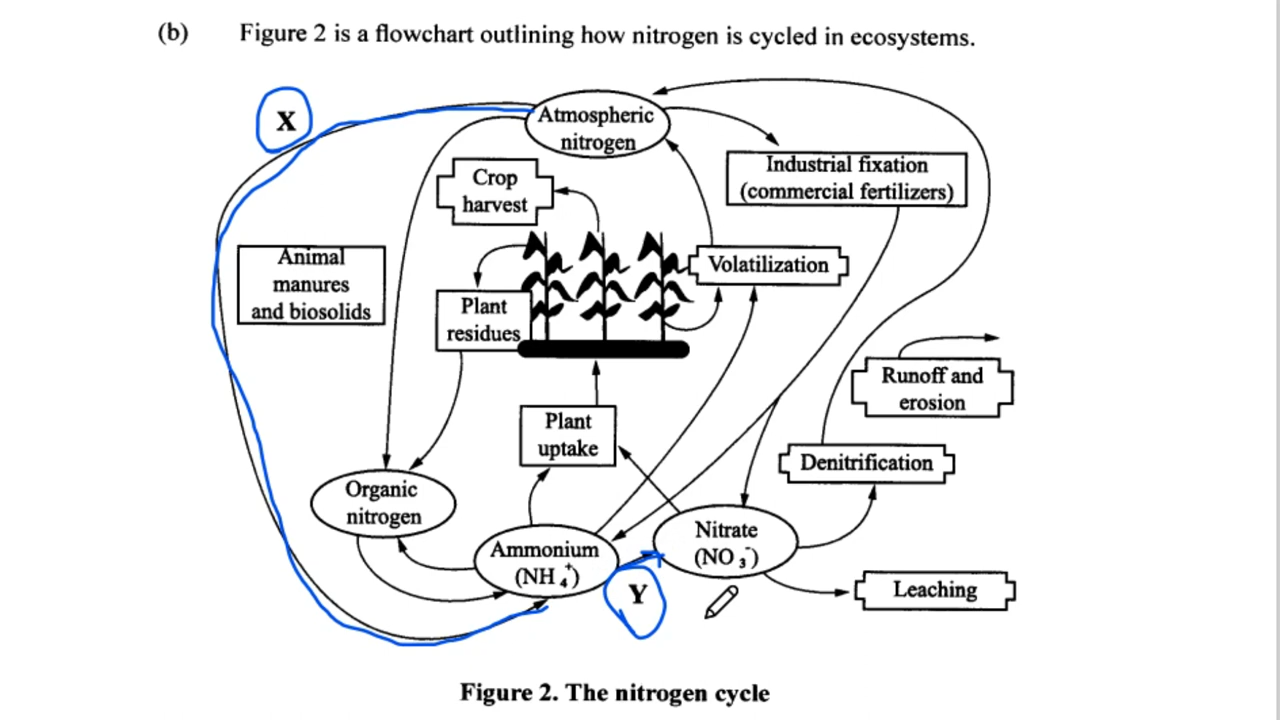 (b) Figure 2 is a flowchart outlining how nitrogen is cycled in ecosystems.
X
Atmospheric
nitrogen
Industrial fixation
(commercial fertilizers)
Crop
harvest
Animal
manures
and biosolids
Volatilization
Plant
residues
Runoff and
erosion
Plant
uptake
Denitrification
Organic
nitrogen
Ammonium
(NH₄⁺)
Nitrate
(NO₃⁻)
Y
Leaching
Figure 2. The nitrogen cycle